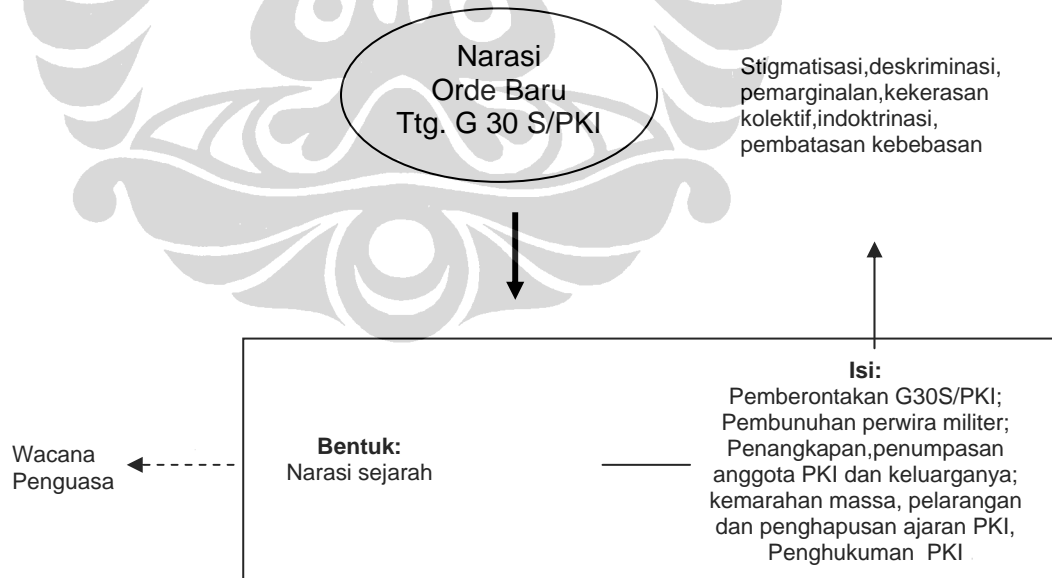 Narasi
Orde Baru
Ttg. G 30 S/PKI
Stigmatisasi,deskriminasi,
pemarginalan,kekerasan
kolektif,indoktrinasi,
pembatasan kebebasan
Wacana
Penguasa
Bentuk:
Narasi sejarah
Isi:
Pemberontakan G30S/PKI;
Pembunuhan perwira militer;
Penangkapan,penumpasan
anggota PKI dan keluarganya;
kemarahan massa, pelarangan
dan penghapusan ajaran PKI,
Penghukuman PKI